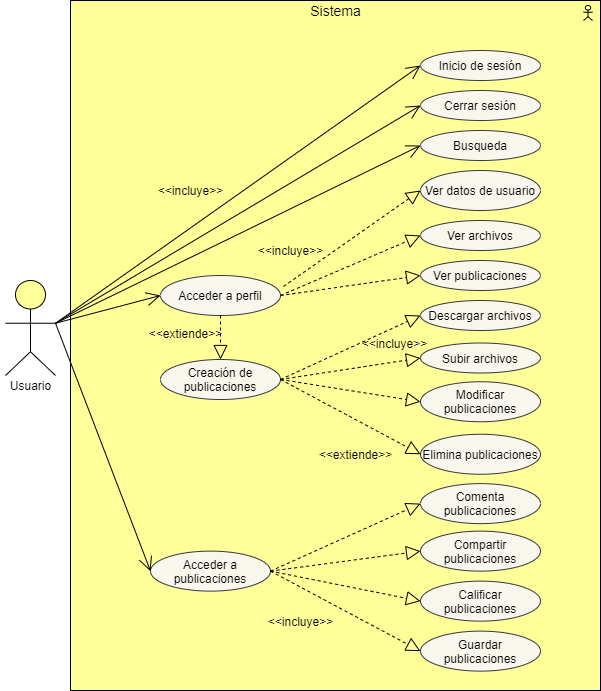 Sistema
Inicio de sesión
Cerrar sesión
Busqueda
<<incluye>>
Ver datos de usuario
Ver archivos
<<incluye>>
Ver publicaciones
Acceder a perfil
Descargar archivos
<<extiende>>
<<incluye>>
Subir archivos
Usuario
Creación de
publicaciones
Modificar
publicaciones
<<extiende>>
Elimina publicaciones
Comenta
publicaciones
Compartir
publicaciones
Acceder a
publicaciones
Calificar
publicaciones
<<incluye>>
Guardar
publicaciones